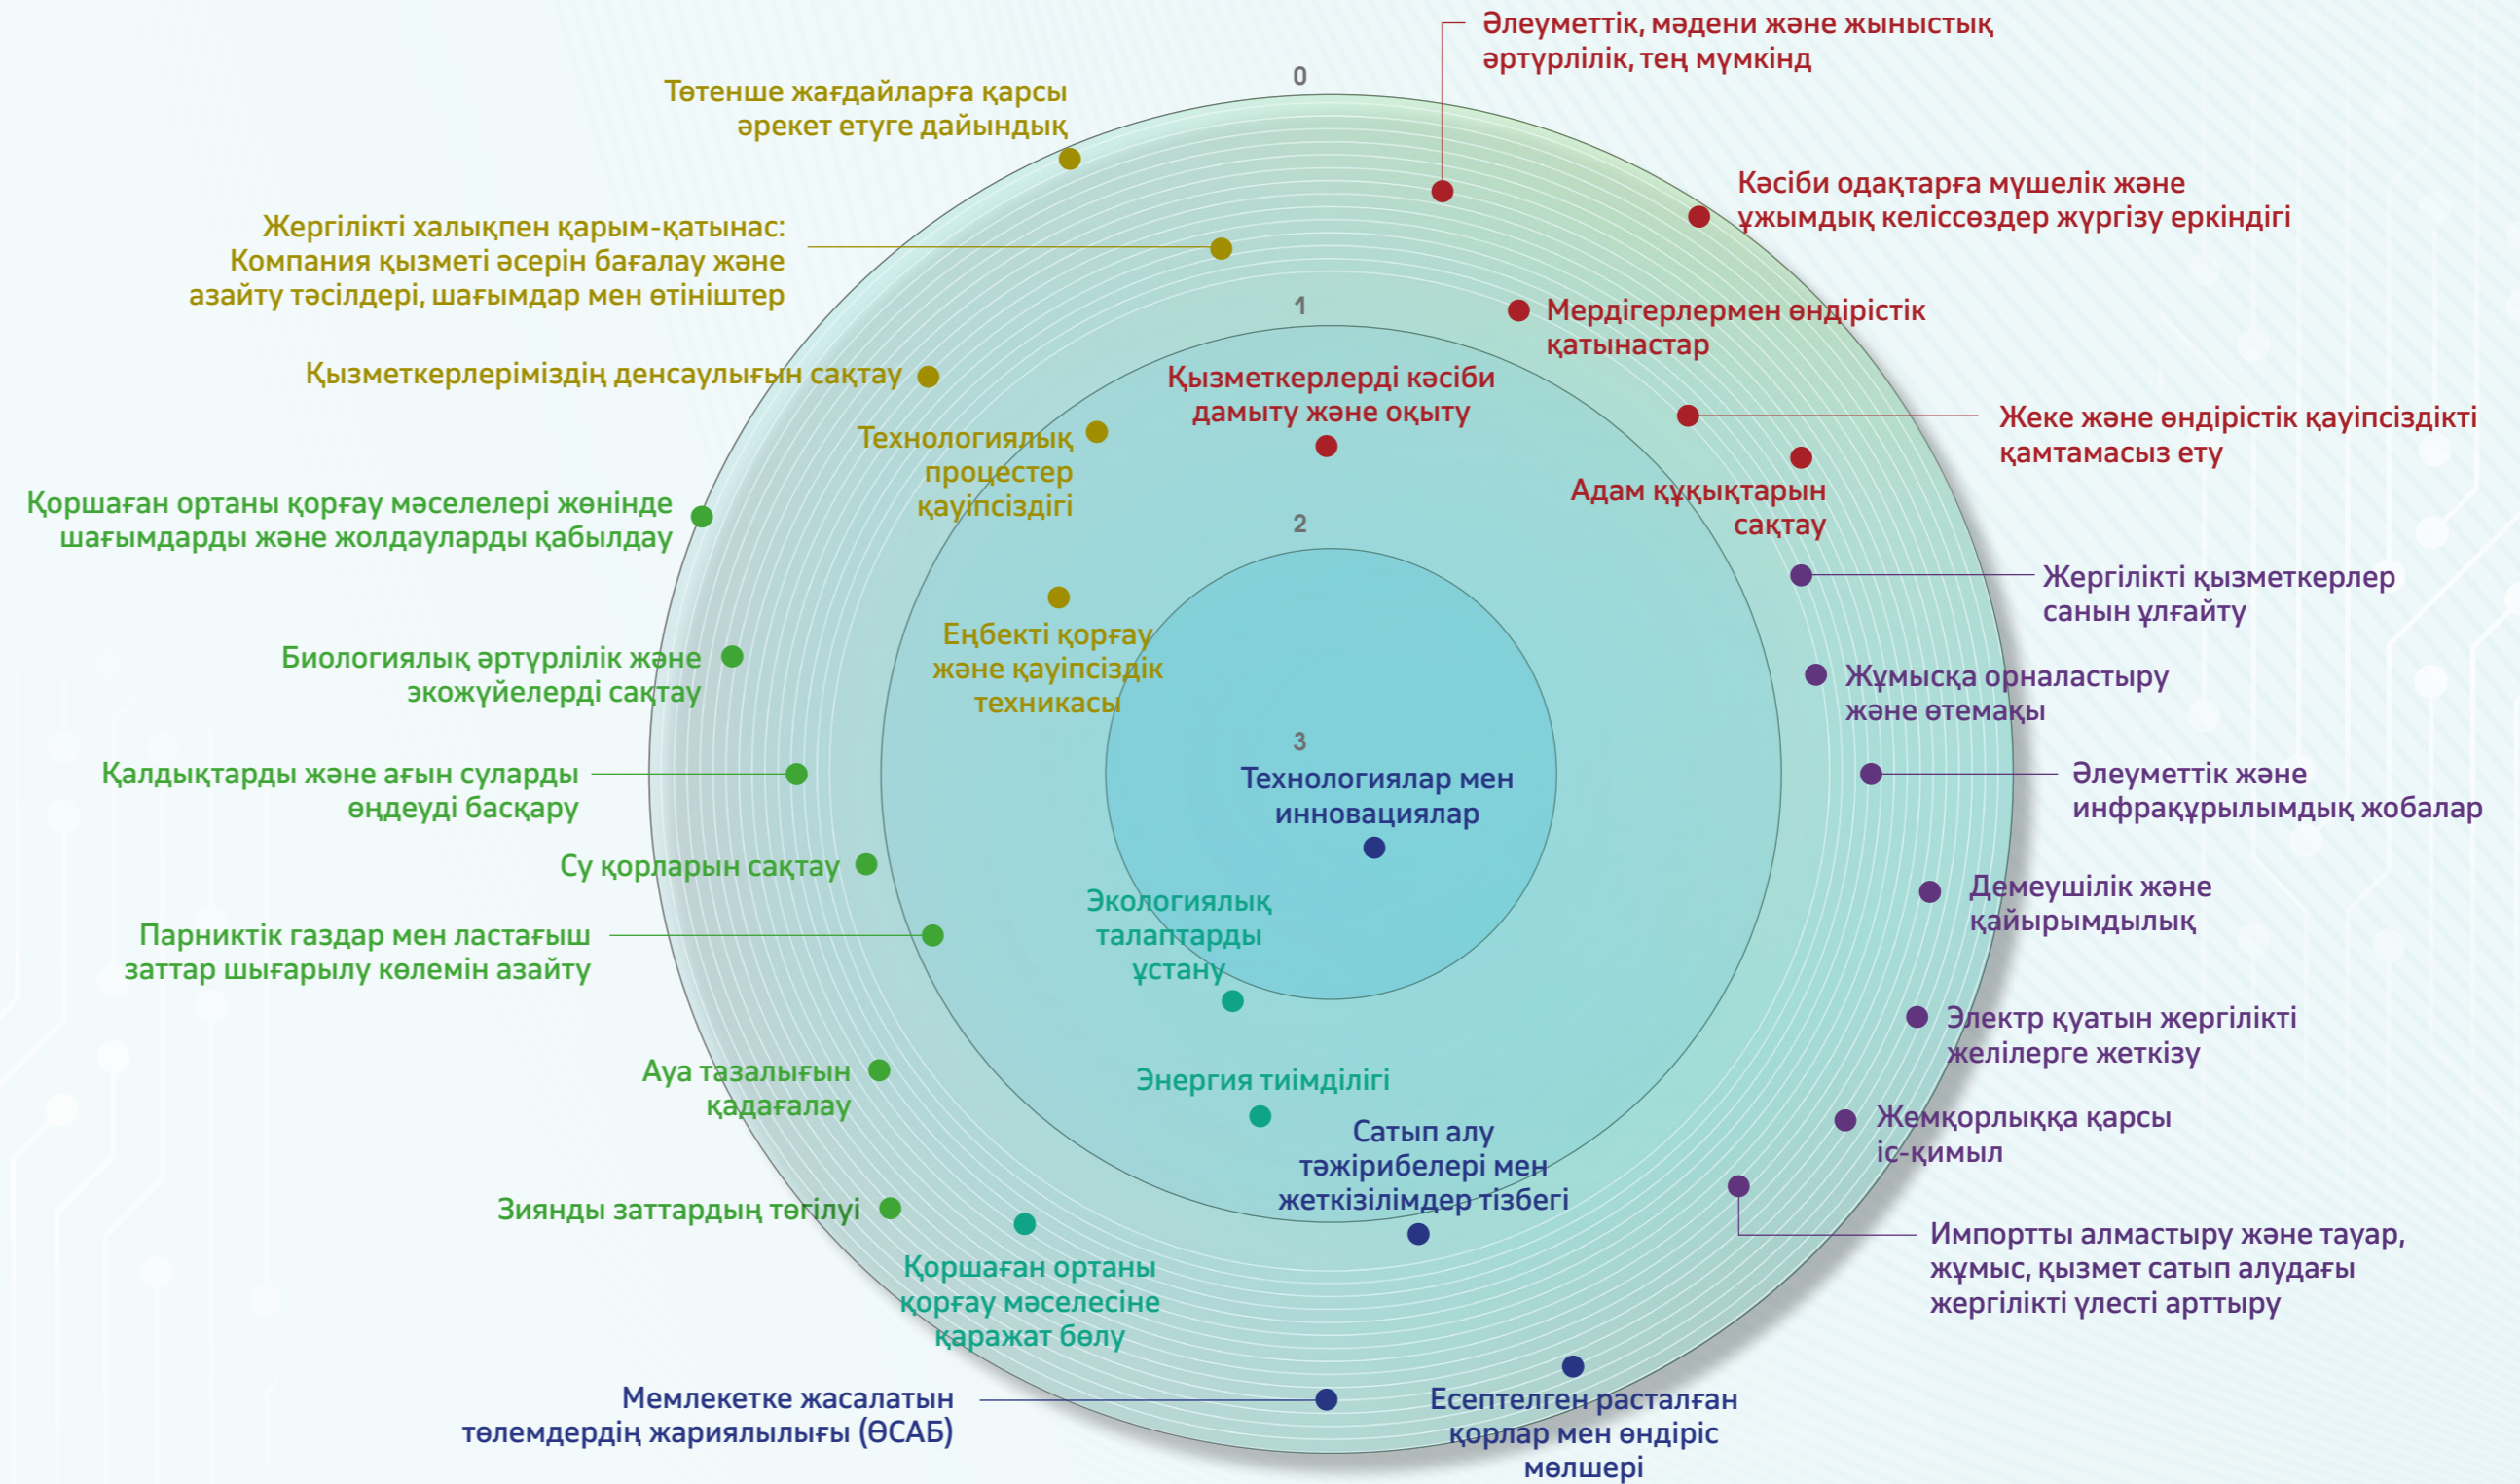 Әлеуметтік, мәдени және жыныстық
әртүрлілік, тең мүмкінд
0
Төтенше жағдайларға қарсы
әрекет етуге дайындық
Кәсіби одақтарға мүшелік және
ұжымдық келіссөздер жүргізу еркіндігі
Жергілікті халықпен қарым-қатынас:
Компания қызметі әсерін бағалау және
азайту тәсілдері, шағымдар мен өтініштер
1
Мердігерлермен өндірістік
қатынастар
Қызметкерлеріміздің денсаулығын сақтау
Қызметкерлерді кәсіби
дамыту және оқыту
Жеке және өндірістік қауіпсіздікті
қамтамасыз ету
Технологиялық
процестер
қауіпсіздігі
Адам құқықтарын
сақтау
Қоршаған ортаны қорғау мәселелері жөнінде
шағымдарды және жолдауларды қабылдау
2
Жергілікті қызметкерлер
санын ұлғайту
Еңбекті қорғау
және қауіпсіздік
техникасы
Биологиялық әртүрлілік және
экожүйелерді сақтау
Жұмысқа орналастыру
және өтемақы
3
Технологиялар мен
инновациялар
Қалдықтарды және ағын суларды
өңдеуді басқару
Әлеуметтік және
инфрақұрылымдық жобалар
Су қорларын сақтау
Демеушілік және
қайырымдылық
Экологиялық
талаптарды
ұстану
Парниктік газдар мен ластағыш
заттар шығарылу көлемін азайту
Электр қуатын жергілікті
желілерге жеткізу
Ауа тазалығын
қадағалау
Энергия тиімділігі
Жемқорлыққа қарсы
іс-қимыл
Сатып алу
тәжірибелері мен
жеткізілімдер тізбегі
Зиянды заттардың төгілуі
Импортты алмастыру және тауар,
жұмыс, қызмет сатып алудағы
жергілікті үлесті арттыру
Қоршаған ортаны
қорғау мәселесіне
қаражат бөлу
Мемлекетке жасалатын
төлемдердің жариялылығы (ӨСАБ)
Есептелген расталған
қорлар мен өндіріс
мөлшері